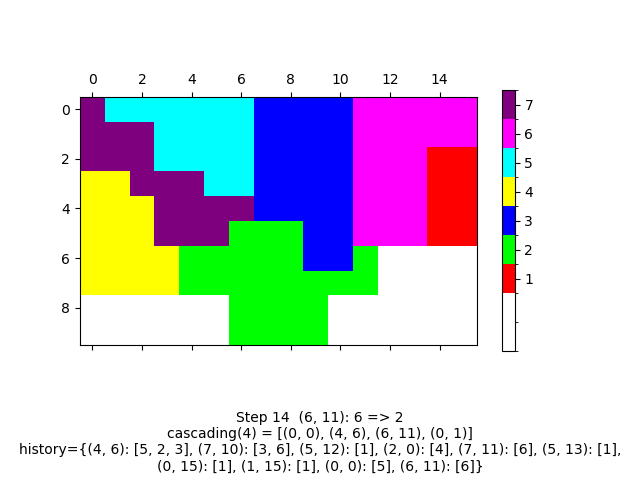 0 2 4 6 8 10 12 14
0
2
4
6
8
7
6
5
4
3
2
1
Step 14  (6, 11): 6 => 2
cascading(4) = [(0, 0), (4, 6), (6, 11), (0, 1)]
history={(4, 6): [5, 2, 3], (7, 10): [3, 6], (5, 12): [1], (2, 0): [4], (7, 11): [6], (5, 13): [1],
(0, 15): [1], (1, 15): [1], (0, 0): [5], (6, 11): [6]}